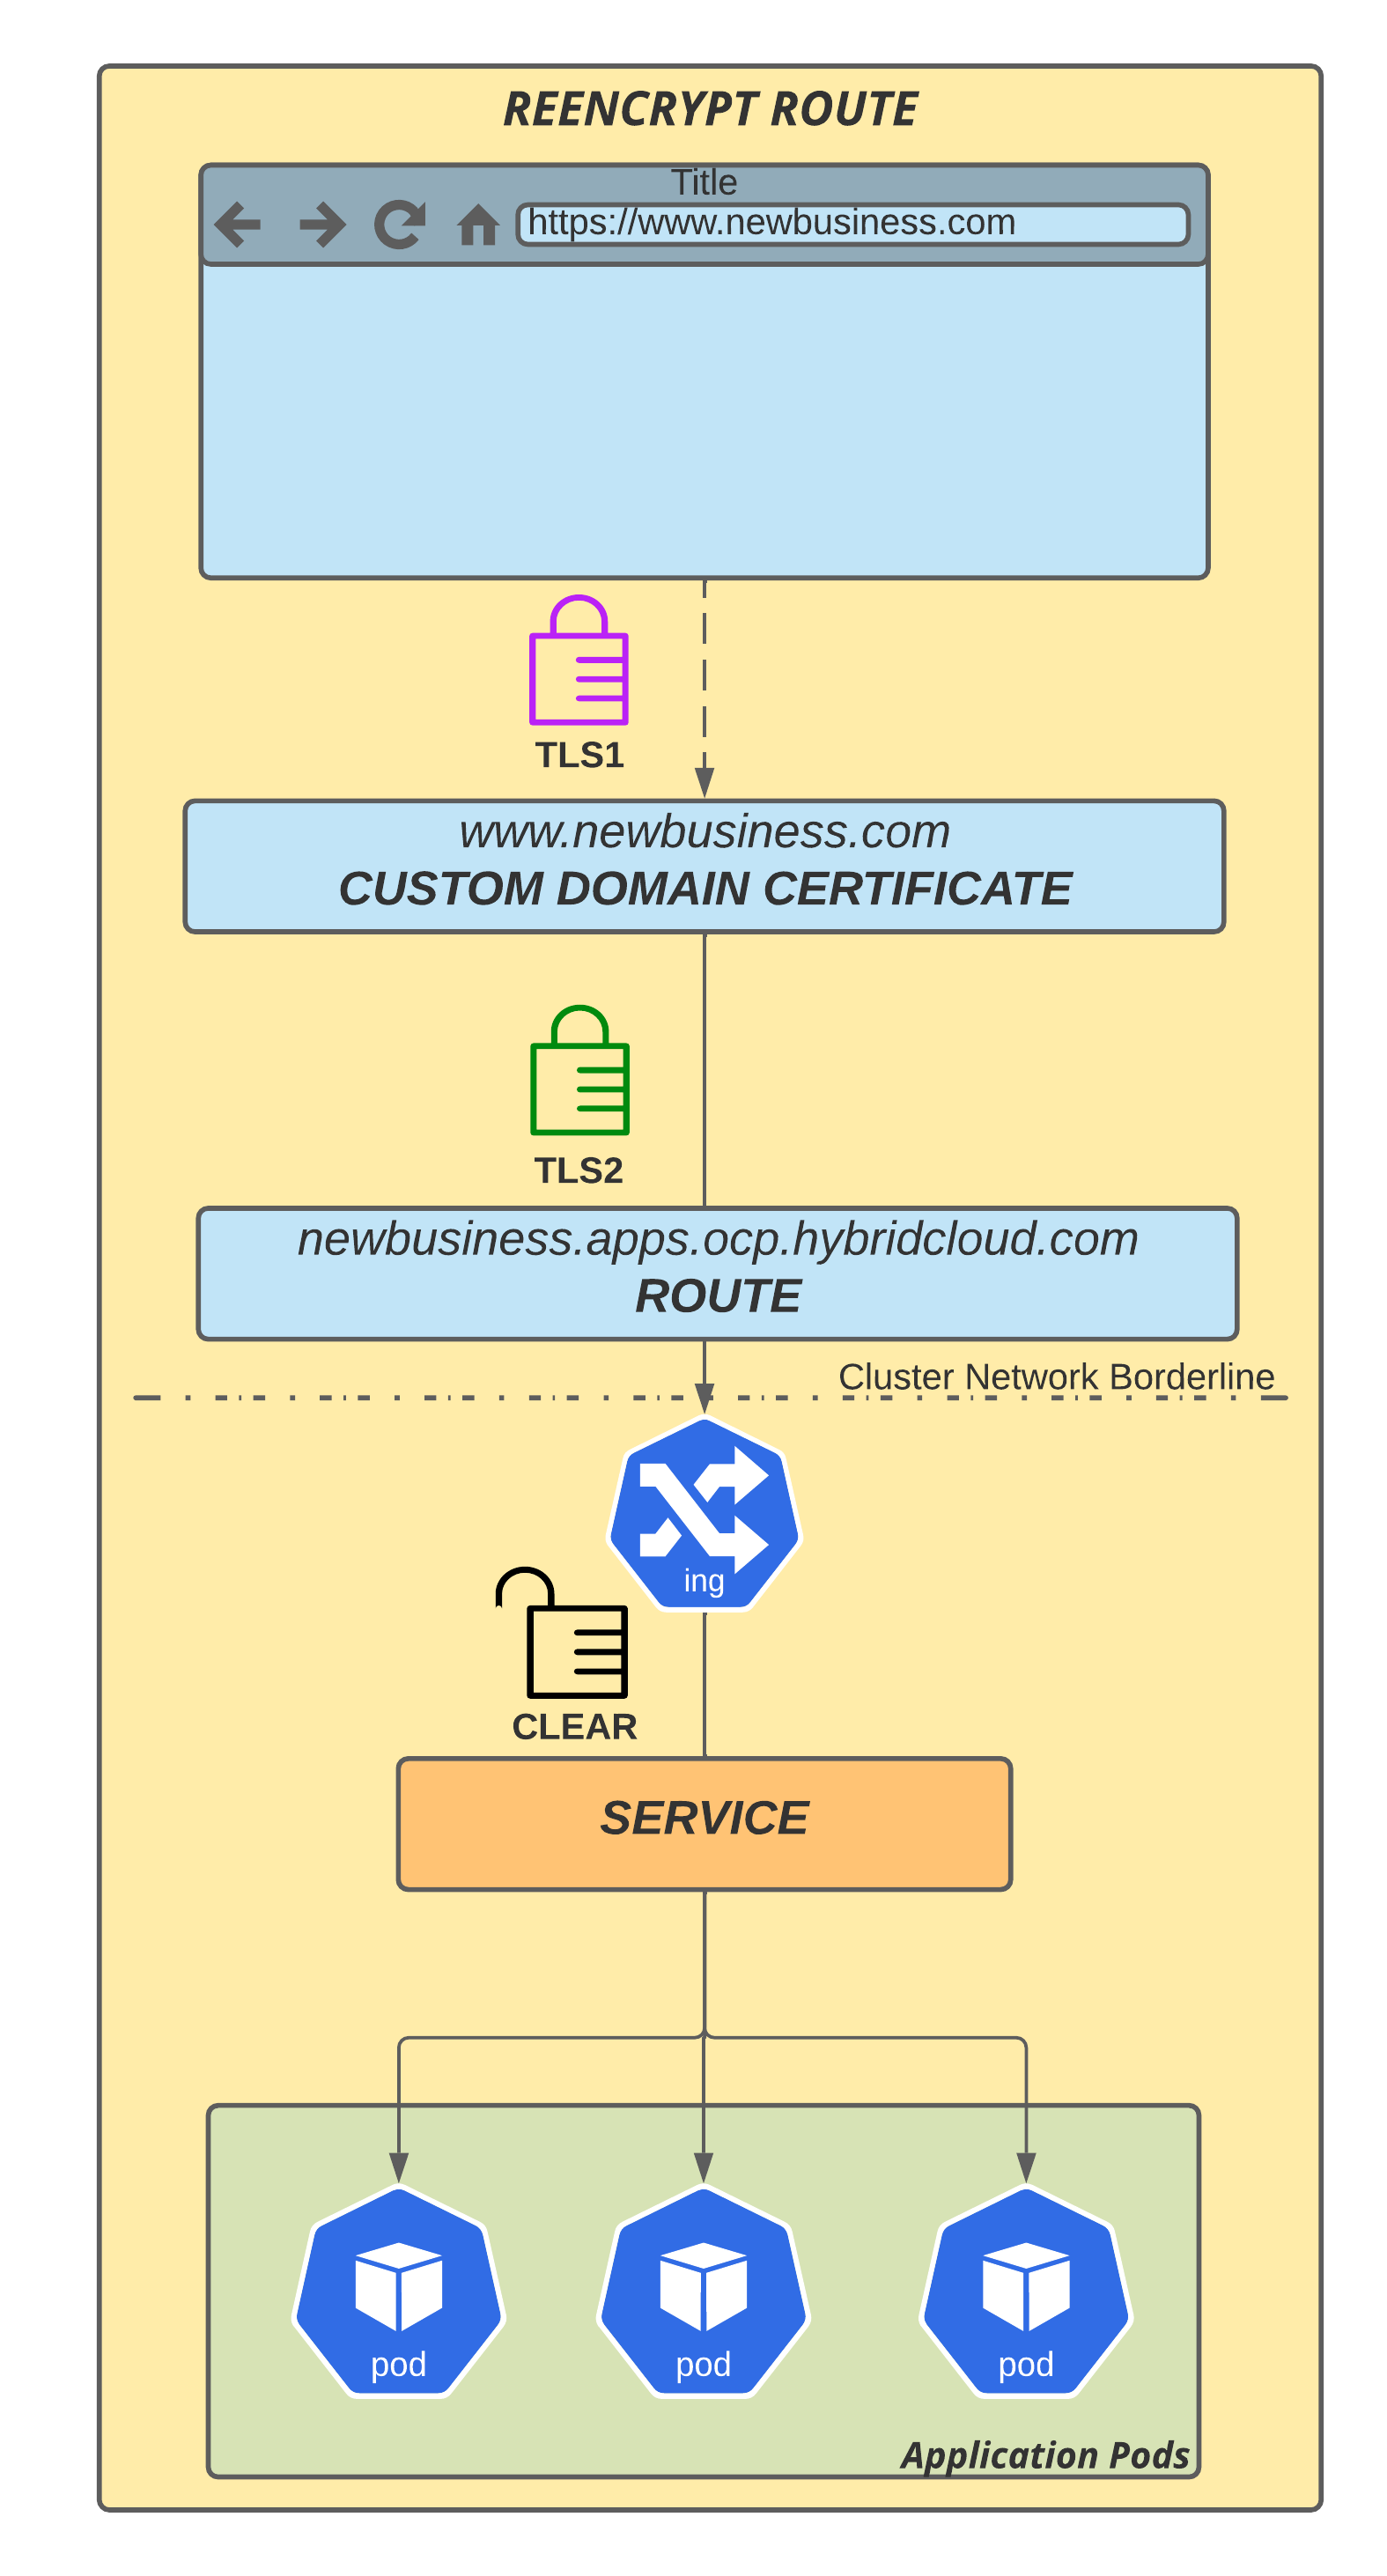 REENCRYPT ROUTE
Title
https://www.newbusiness.com
TLS1
www.newbusiness.com
CUSTOM DOMAIN CERTIFICATE
TLS2
newbusiness.apps.ocp.hybridcloud.com
ROUTE
Cluster Network Borderline
ing
CLEAR
SERVICE
pod
pod
pod
Application Pods